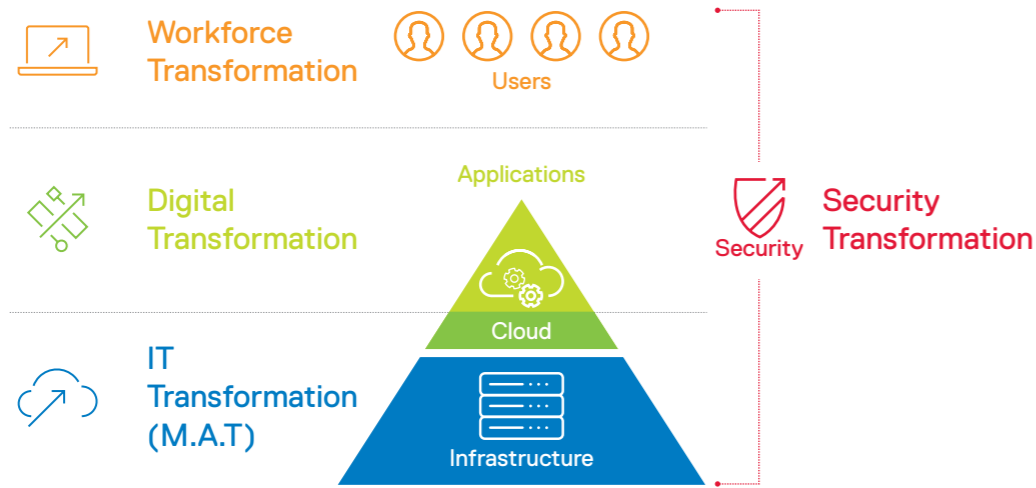 Workforce
Transformation
Users
Digital
Transformation
Applications
Cloud
IT
Transformation
(M.A.T)
Infrastructure
Security
Security
Transformation